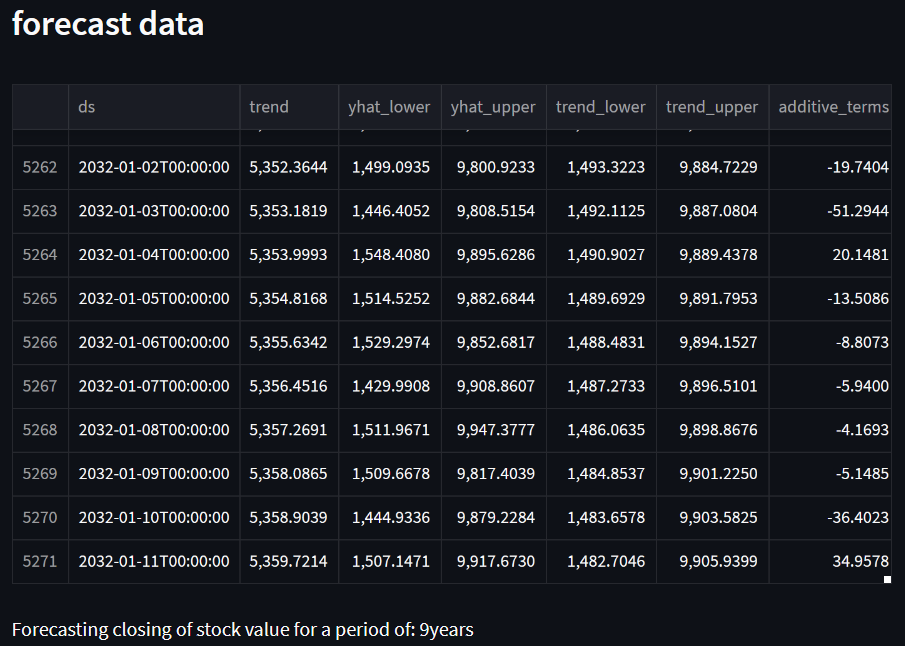 forecast data
ds trend yhat_lower yhat_upper trend_lower trend_upper additive_terms
5262 2032-01-02T00:00:00 5,352.3644 1,499.0935 9,800.9233 1,493.3223 9,884.7229 -19.7404
5263 2032-01-03T00:00:00 5,353.1819 1,446.4052 9,808.5154 1,492.1125 9,887.0804 -51.2944
5264 2032-01-04T00:00:00 5,353.9993 1,548.4080 9,895.6286 1,490.9027 9,889.4378 20.1481
5265 2032-01-05T00:00:00 5,354.8168 1,514.5252 9,882.6844 1,489.6929 9,891.7953 -13.5086
5266 2032-01-06T00:00:00 5,355.6342 1,529.2974 9,852.6817 1,488.4831 9,894.1527 -8.8073
5267 2032-01-07T00:00:00 5,356.4516 1,429.9908 9,908.8607 1,487.2733 9,896.5101 -5.9400
5268 2032-01-08T00:00:00 5,357.2691 1,511.9671 9,947.3777 1,486.0635 9,898.8676 -4.1693
5269 2032-01-09T00:00:00 5,358.0865 1,509.6678 9,817.4039 1,484.8537 9,901.2250 -5.1485
5270 2032-01-10T00:00:00 5,358.9039 1,444.9336 9,879.2284 1,483.6578 9,903.5825 -36.4023
5271 2032-01-11T00:00:00 5,359.7214 1,507.1471 9,917.6730 1,482.7046 9,905.9399 34.9578
Forecasting closing of stock value for a period of: 9years